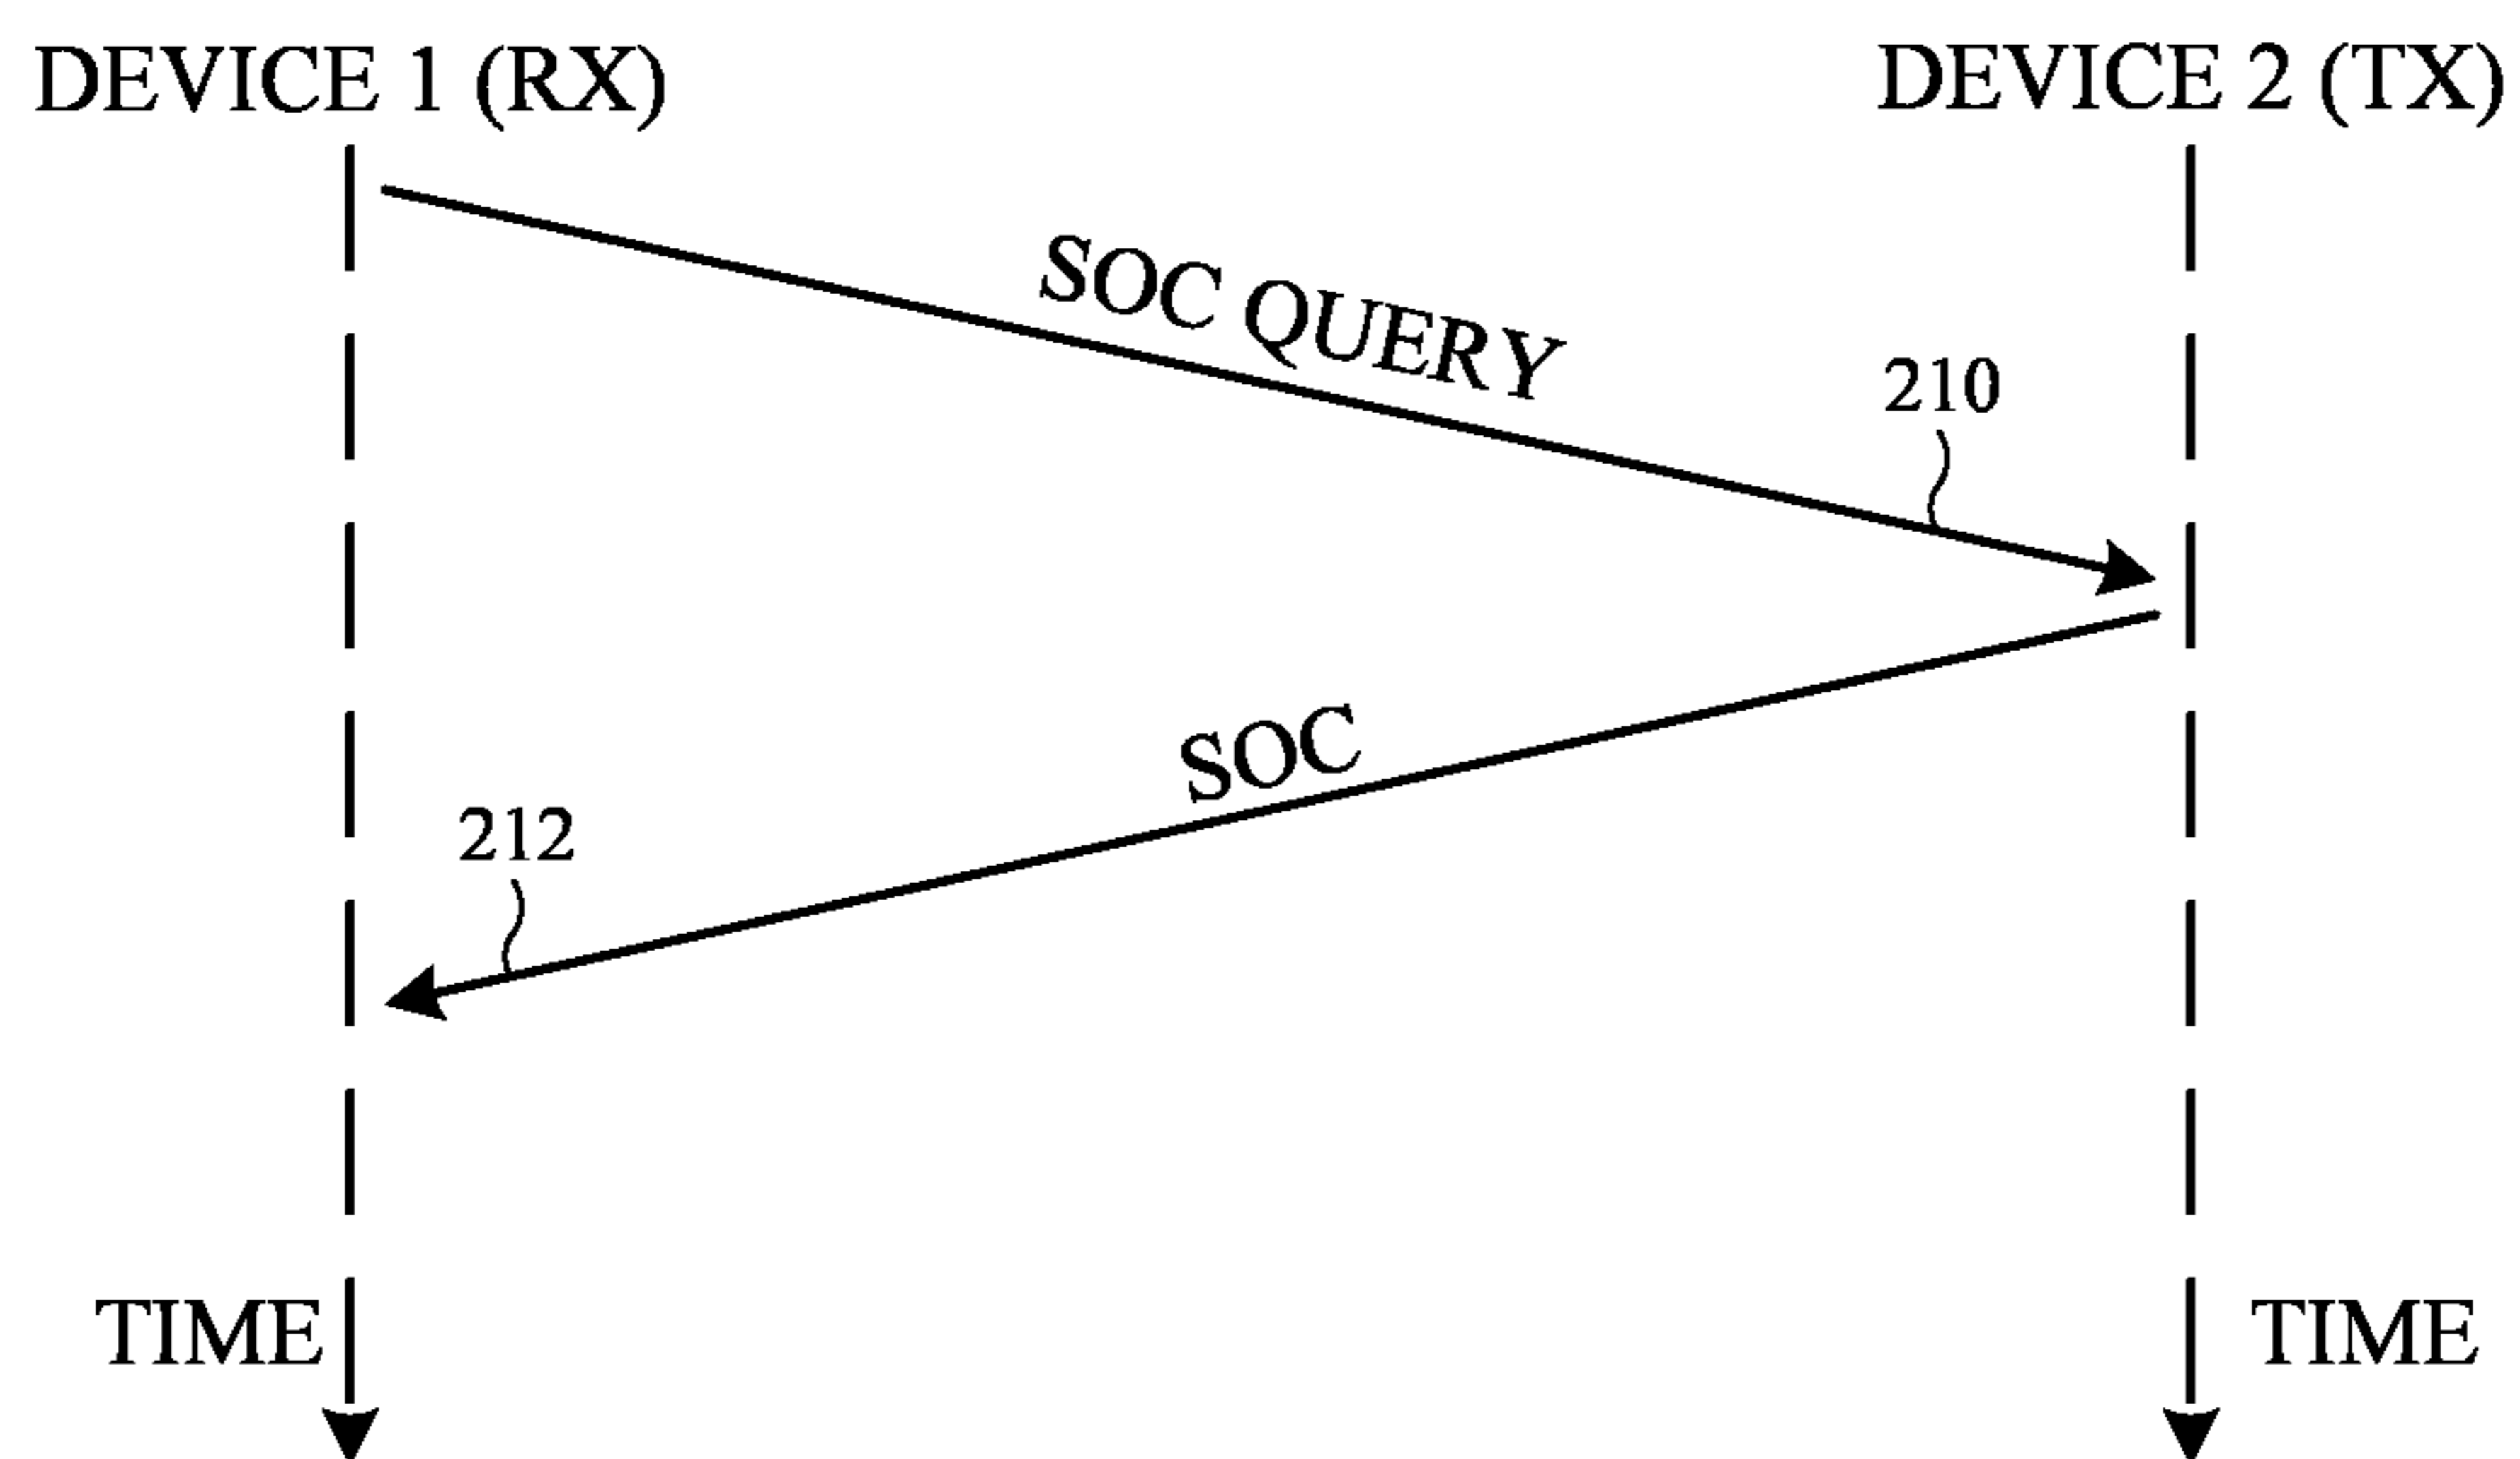 DEVICE 1 (RX)
DEVICE 2 (TX)
SOC QUERY
210
SOC
212
TIME
TIME